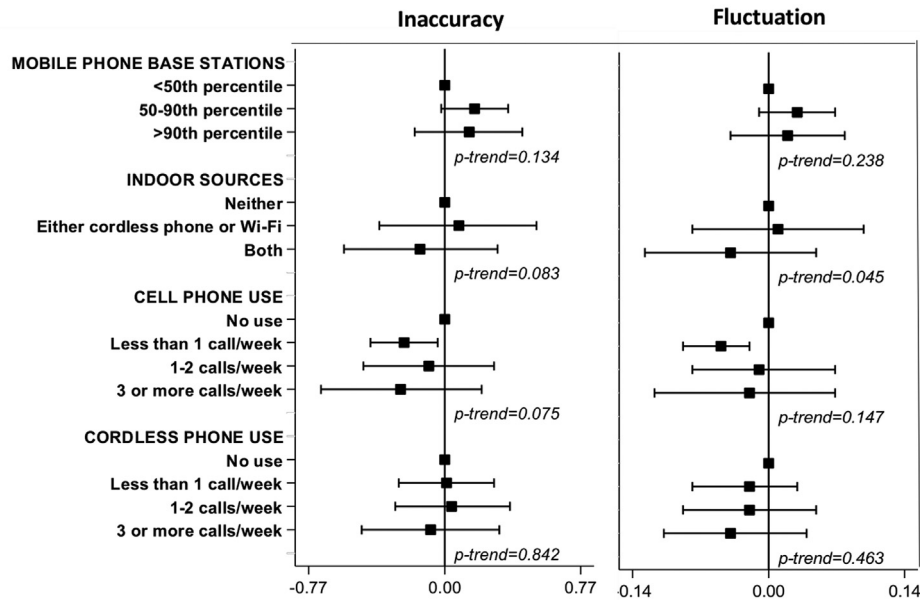 Inaccuracy Fluctuation
MOBILE PHONE BASE STATIONS
<50th percentile
50-90th percentile
>90th percentile
p-trend=0.134 p-trend=0.238
INDOOR SOURCES
Neither
Either cordless phone or Wi-Fi
Both
p-trend=0.083 p-trend=0.045
CELL PHONE USE
No use
Less than 1 call/week
1-2 calls/week
3 or more calls/week
p-trend=0.075 p-trend=0.147
CORDLESS PHONE USE
No use
Less than 1 call/week
1-2 calls/week
3 or more calls/week
p-trend=0.842 p-trend=0.463
-0.77 0.00 0.77 -0.14 0.00 0.14